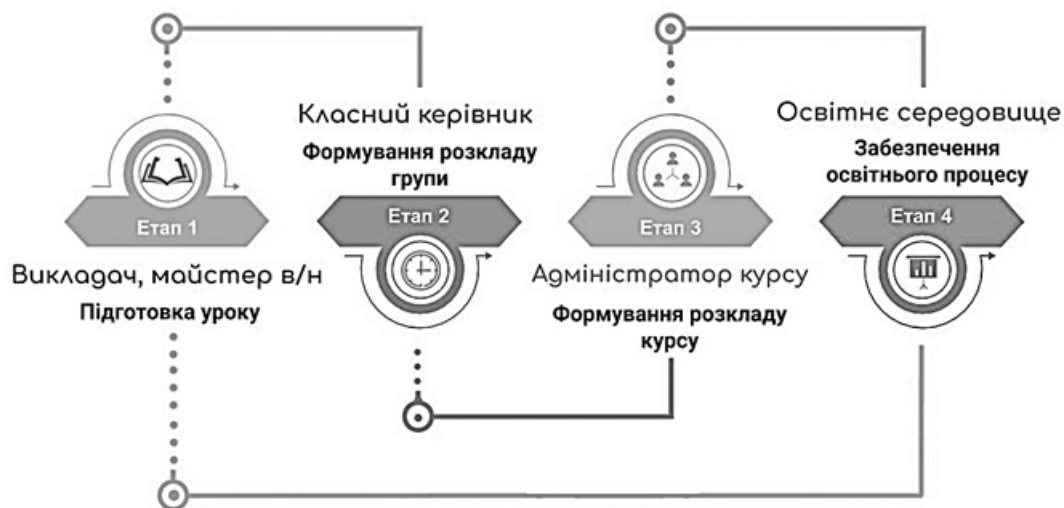 Етап 1
Викладач, майстер в/н
Підготовка уроку
Класний керівник
Формування розкладу
групи
Етап 2
Етап 3
Адміністратор курсу
Формування розкладу
курсу
Освітнє середовище
Забезпечення
освітнього процесу
Етап 4